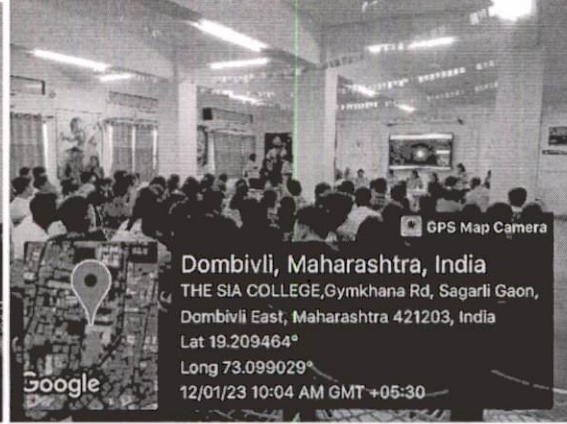 GPS Map Camera
Dombivli, Maharashtra, India
THE SIA COLLEGE,Gymkhana Rd, Sagarli Gaon,
Dombivli East, Maharashtra 421203, India
Lat 19.209464°
Long 73.099029°
12/01/23 10:04 AM GMT +05:30
Google